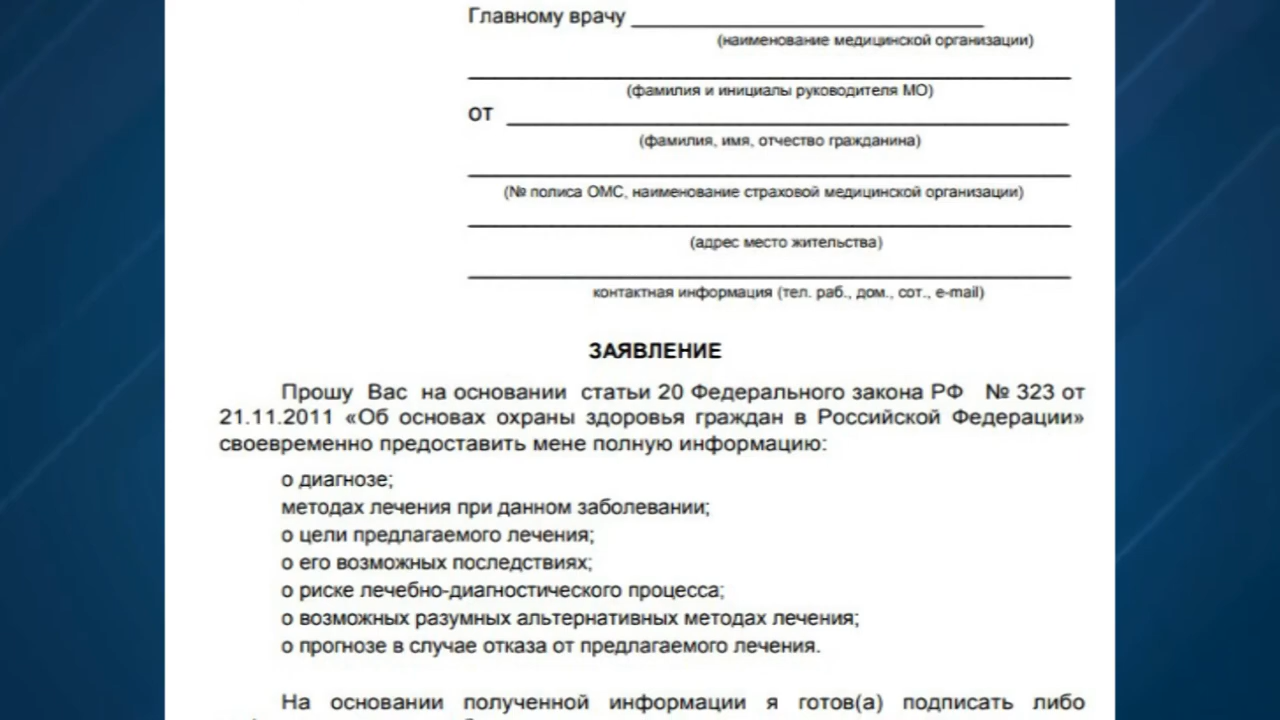 Главному врачу
(наименование медицинской организации)
(фамилия и инициалы руководителя МО)
от
(фамилия, имя, отчество гражданина)
(№ полиса ОМС, наименование страховой медицинской организации)
(адрес место жительства)
контактная информация (тел. раб., дом., сот., e-mail)
ЗАЯВЛЕНИЕ
Прошу Вас на основании статьи 20 Федерального закона РФ № 323 от
21.11.2011 «Об основах охраны здоровья граждан в Российской Федерации»
своевременно предоставить мене полную информацию:
о диагнозе;
методах лечения при данном заболевании;
о цели предлагаемого лечения;
о его возможных последствиях;
о риске лечебно-диагностического процесса;
о возможных разумных альтернативных методах лечения;
о прогнозе в случае отказа от предлагаемого лечения.
На основании полученной информации я готов(а) подписать либо